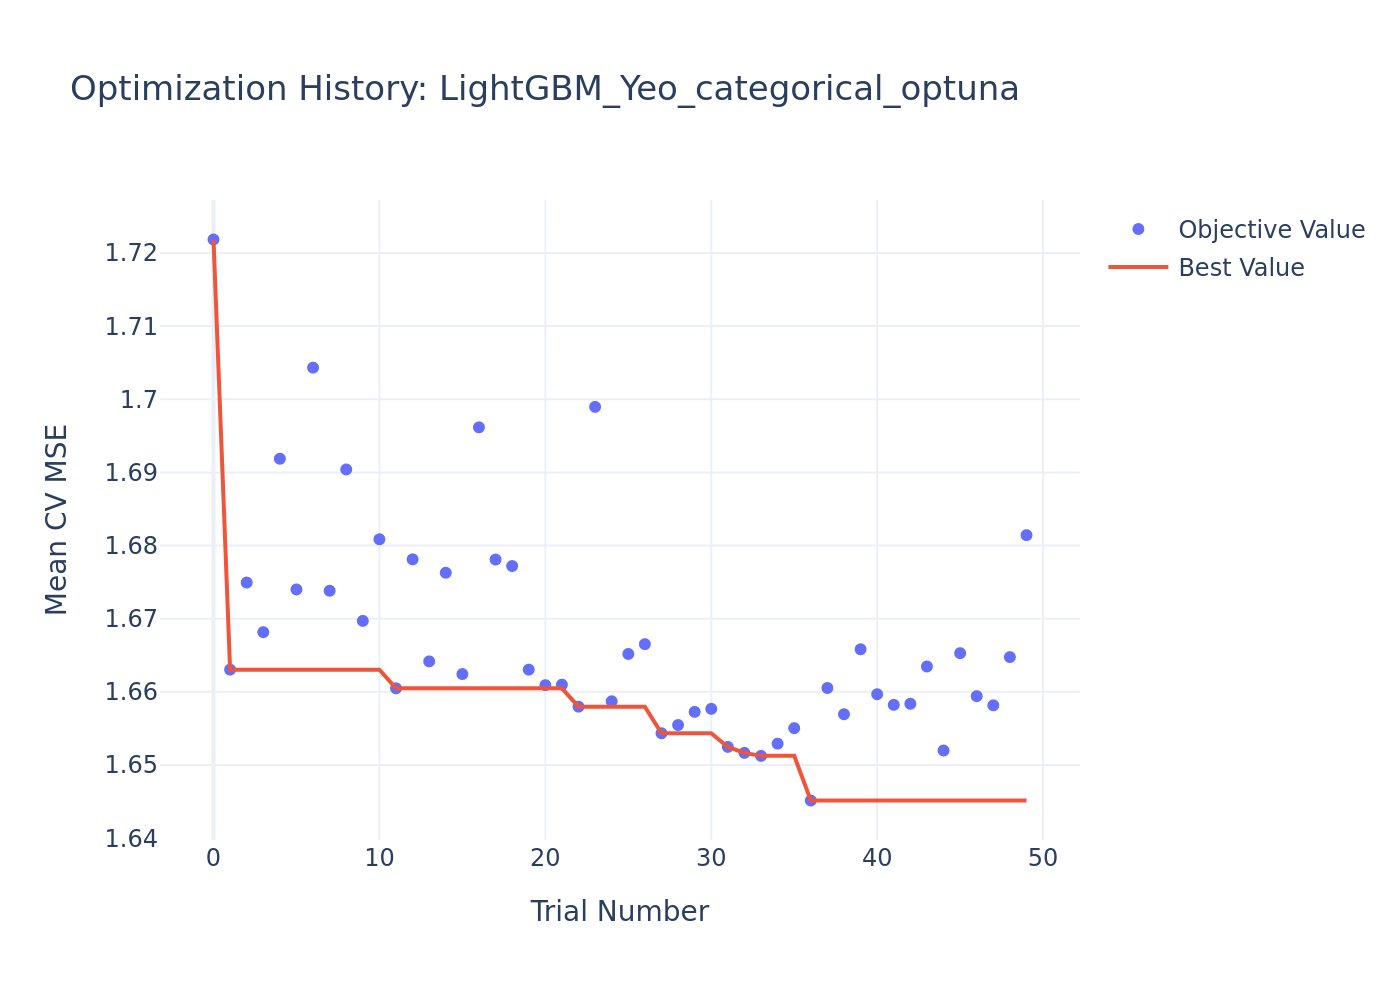 Optimization History: LightGBM_Yeo_categorical_optuna
Objective Value
Best Value
Mean CV MSE
1.72
1.71
1.7
1.69
1.68
1.67
1.66
1.65
1.64
0 10 20 30 40 50
Trial Number